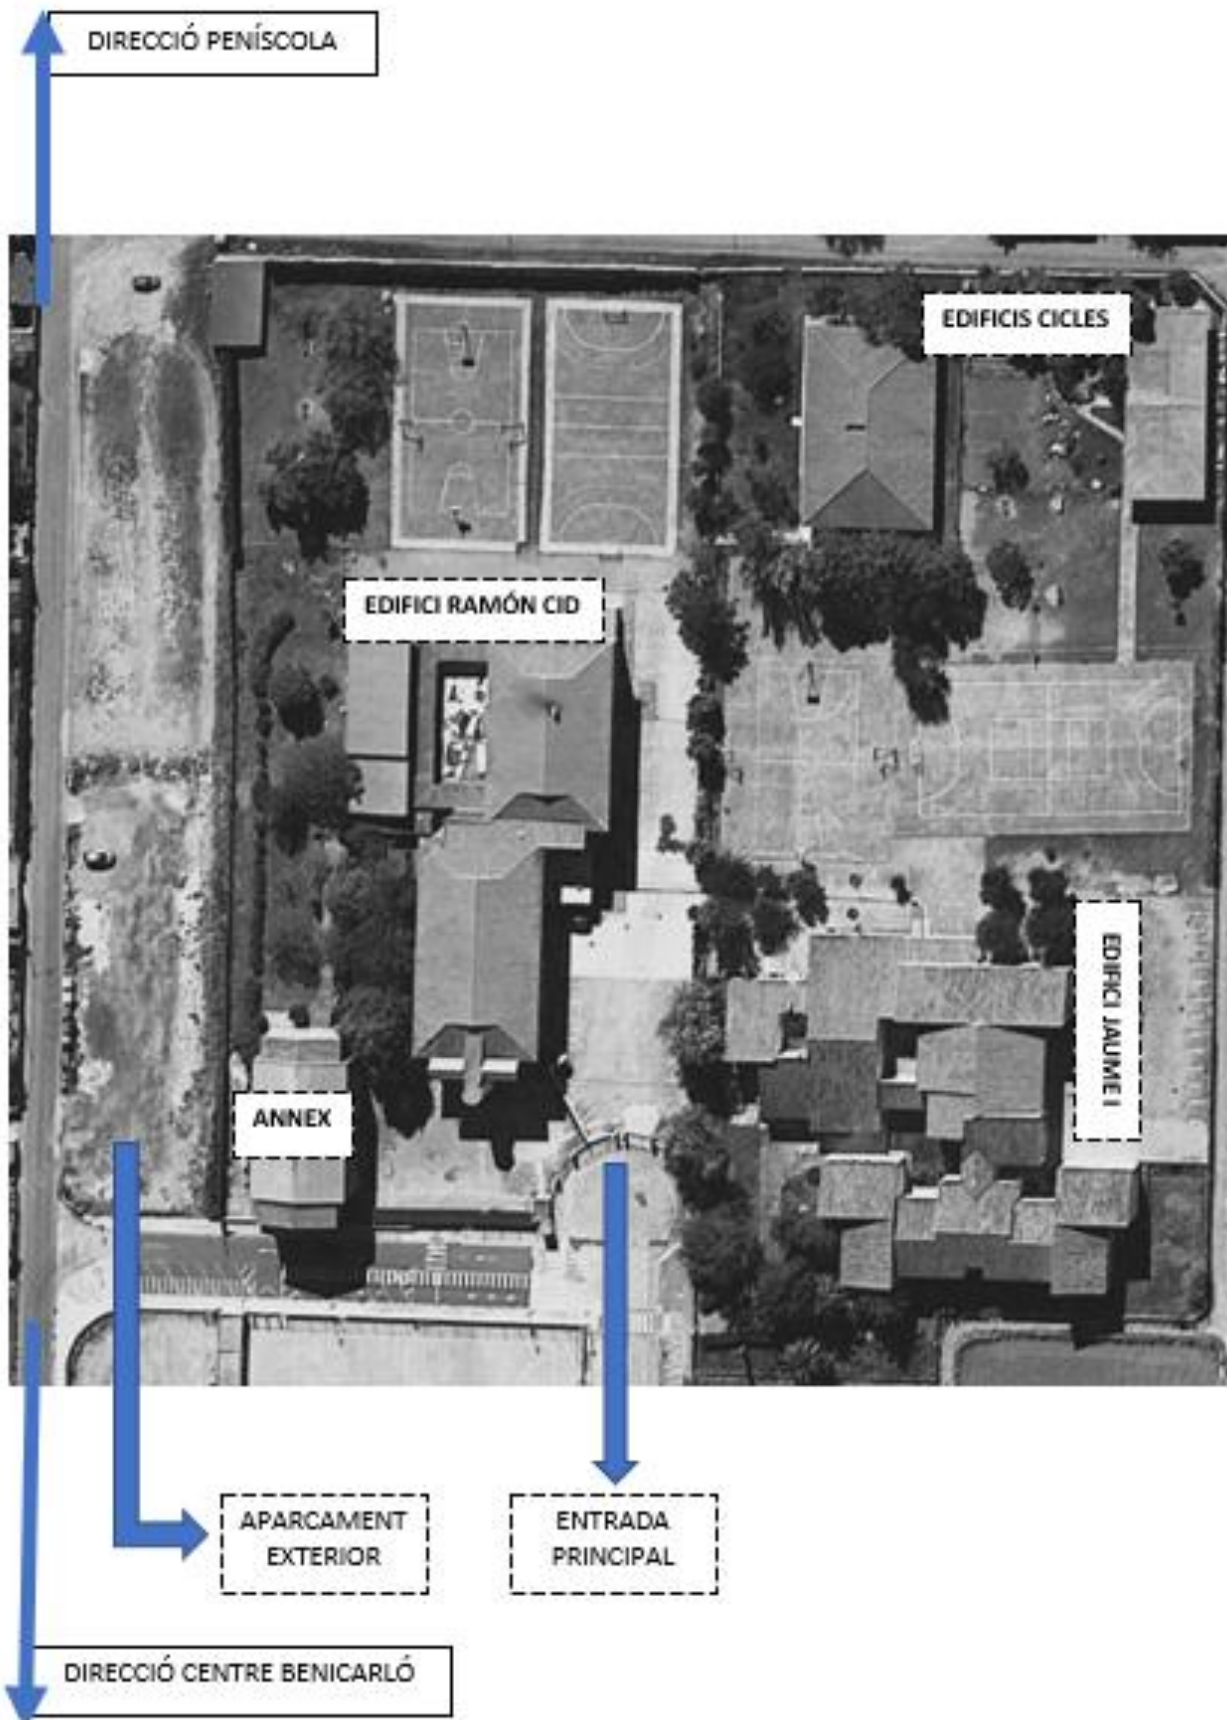 DIRECCIÓ PENÍSCOLA
EDIFICIS CICLES
EDIFICI RAMÓN CID
EDIFICI JAUME I
ANNEX
APARCAMENT
EXTERIOR
ENTRADA
PRINCIPAL
DIRECCIÓ CENTRE BENICARLÓ